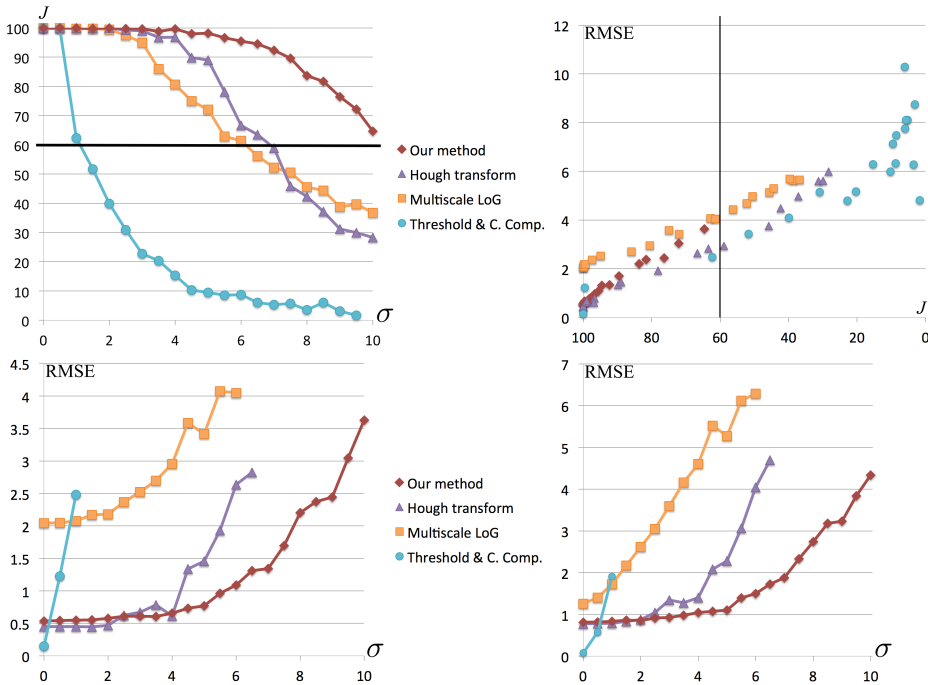 J
100
90
80
70
60
50
40
30
20
10
0
0 2 4 6 8 10
σ
Our method
Hough transform
Multiscale LoG
Threshold & C. Comp.
RMSE
12
10
8
6
4
2
0
100 80 60 40 20 0
J
RMSE
4.5
4
3.5
3
2.5
2
1.5
1
0.5
0
0 2 4 6 8 10
σ
Our method
Hough transform
Multiscale LoG
Threshold & C. Comp.
RMSE
7
6
5
4
3
2
1
0
0 2 4 6 8 10
σ